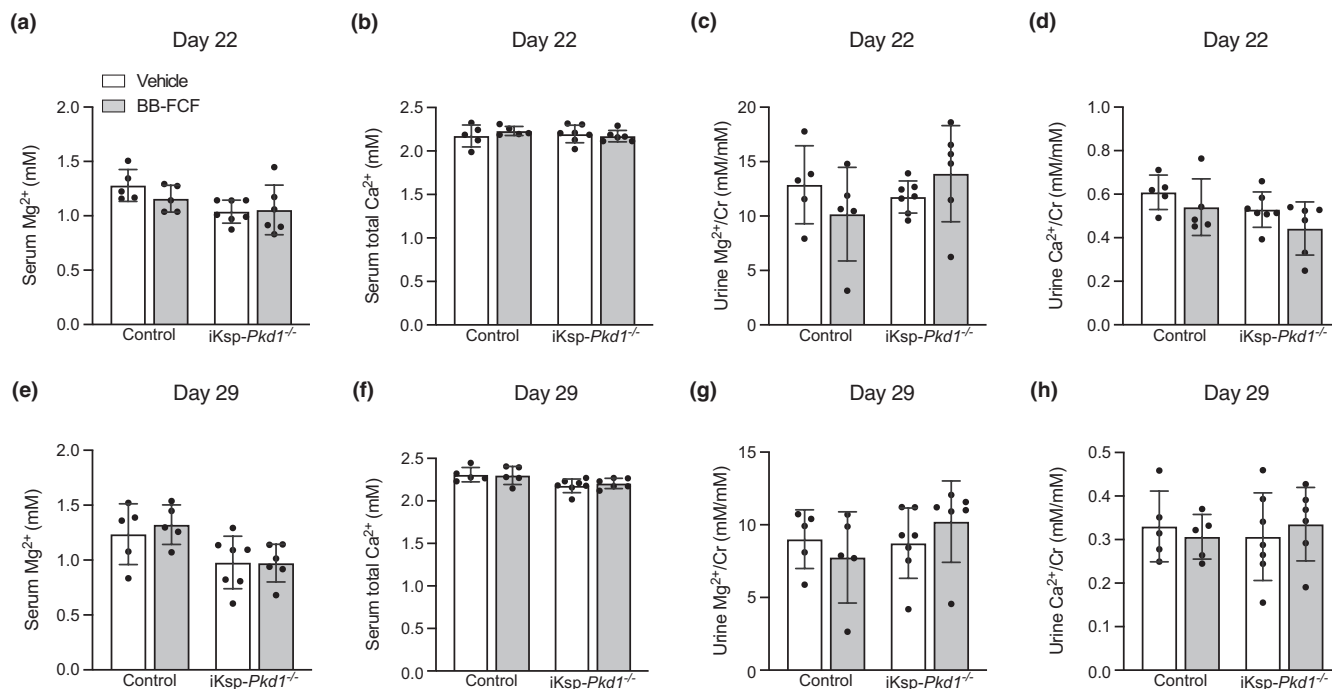 (a)
Day 22
Vehicle
BB-FCF
Serum Mg²⁺ (mM)
2.0
1.5
1.0
0.5
0.0
Control
iKsp-Pkd1⁻/⁻
(b)
Day 22
Serum total Ca²⁺ (mM)
2.5
2.0
1.5
1.0
0.5
0.0
Control
iKsp-Pkd1⁻/⁻
(c)
Day 22
Urine Mg²⁺/Cr (mM/mM)
20
15
10
5
0
Control
iKsp-Pkd1⁻/⁻
(d)
Day 22
Urine Ca²⁺/Cr (mM/mM)
1.0
0.8
0.6
0.4
0.2
0.0
Control
iKsp-Pkd1⁻/⁻
(e)
Day 29
Serum Mg²⁺ (mM)
2.0
1.5
1.0
0.5
0.0
Control
iKsp-Pkd1⁻/⁻
(f)
Day 29
Serum total Ca²⁺ (mM)
2.5
2.0
1.5
1.0
0.5
0.0
Control
iKsp-Pkd1⁻/⁻
(g)
Day 29
Urine Mg²⁺/Cr (mM/mM)
15
10
5
0
Control
iKsp-Pkd1⁻/⁻
(h)
Day 29
Urine Ca²⁺/Cr (mM/mM)
0.5
0.4
0.3
0.2
0.1
0.0
Control
iKsp-Pkd1⁻/⁻